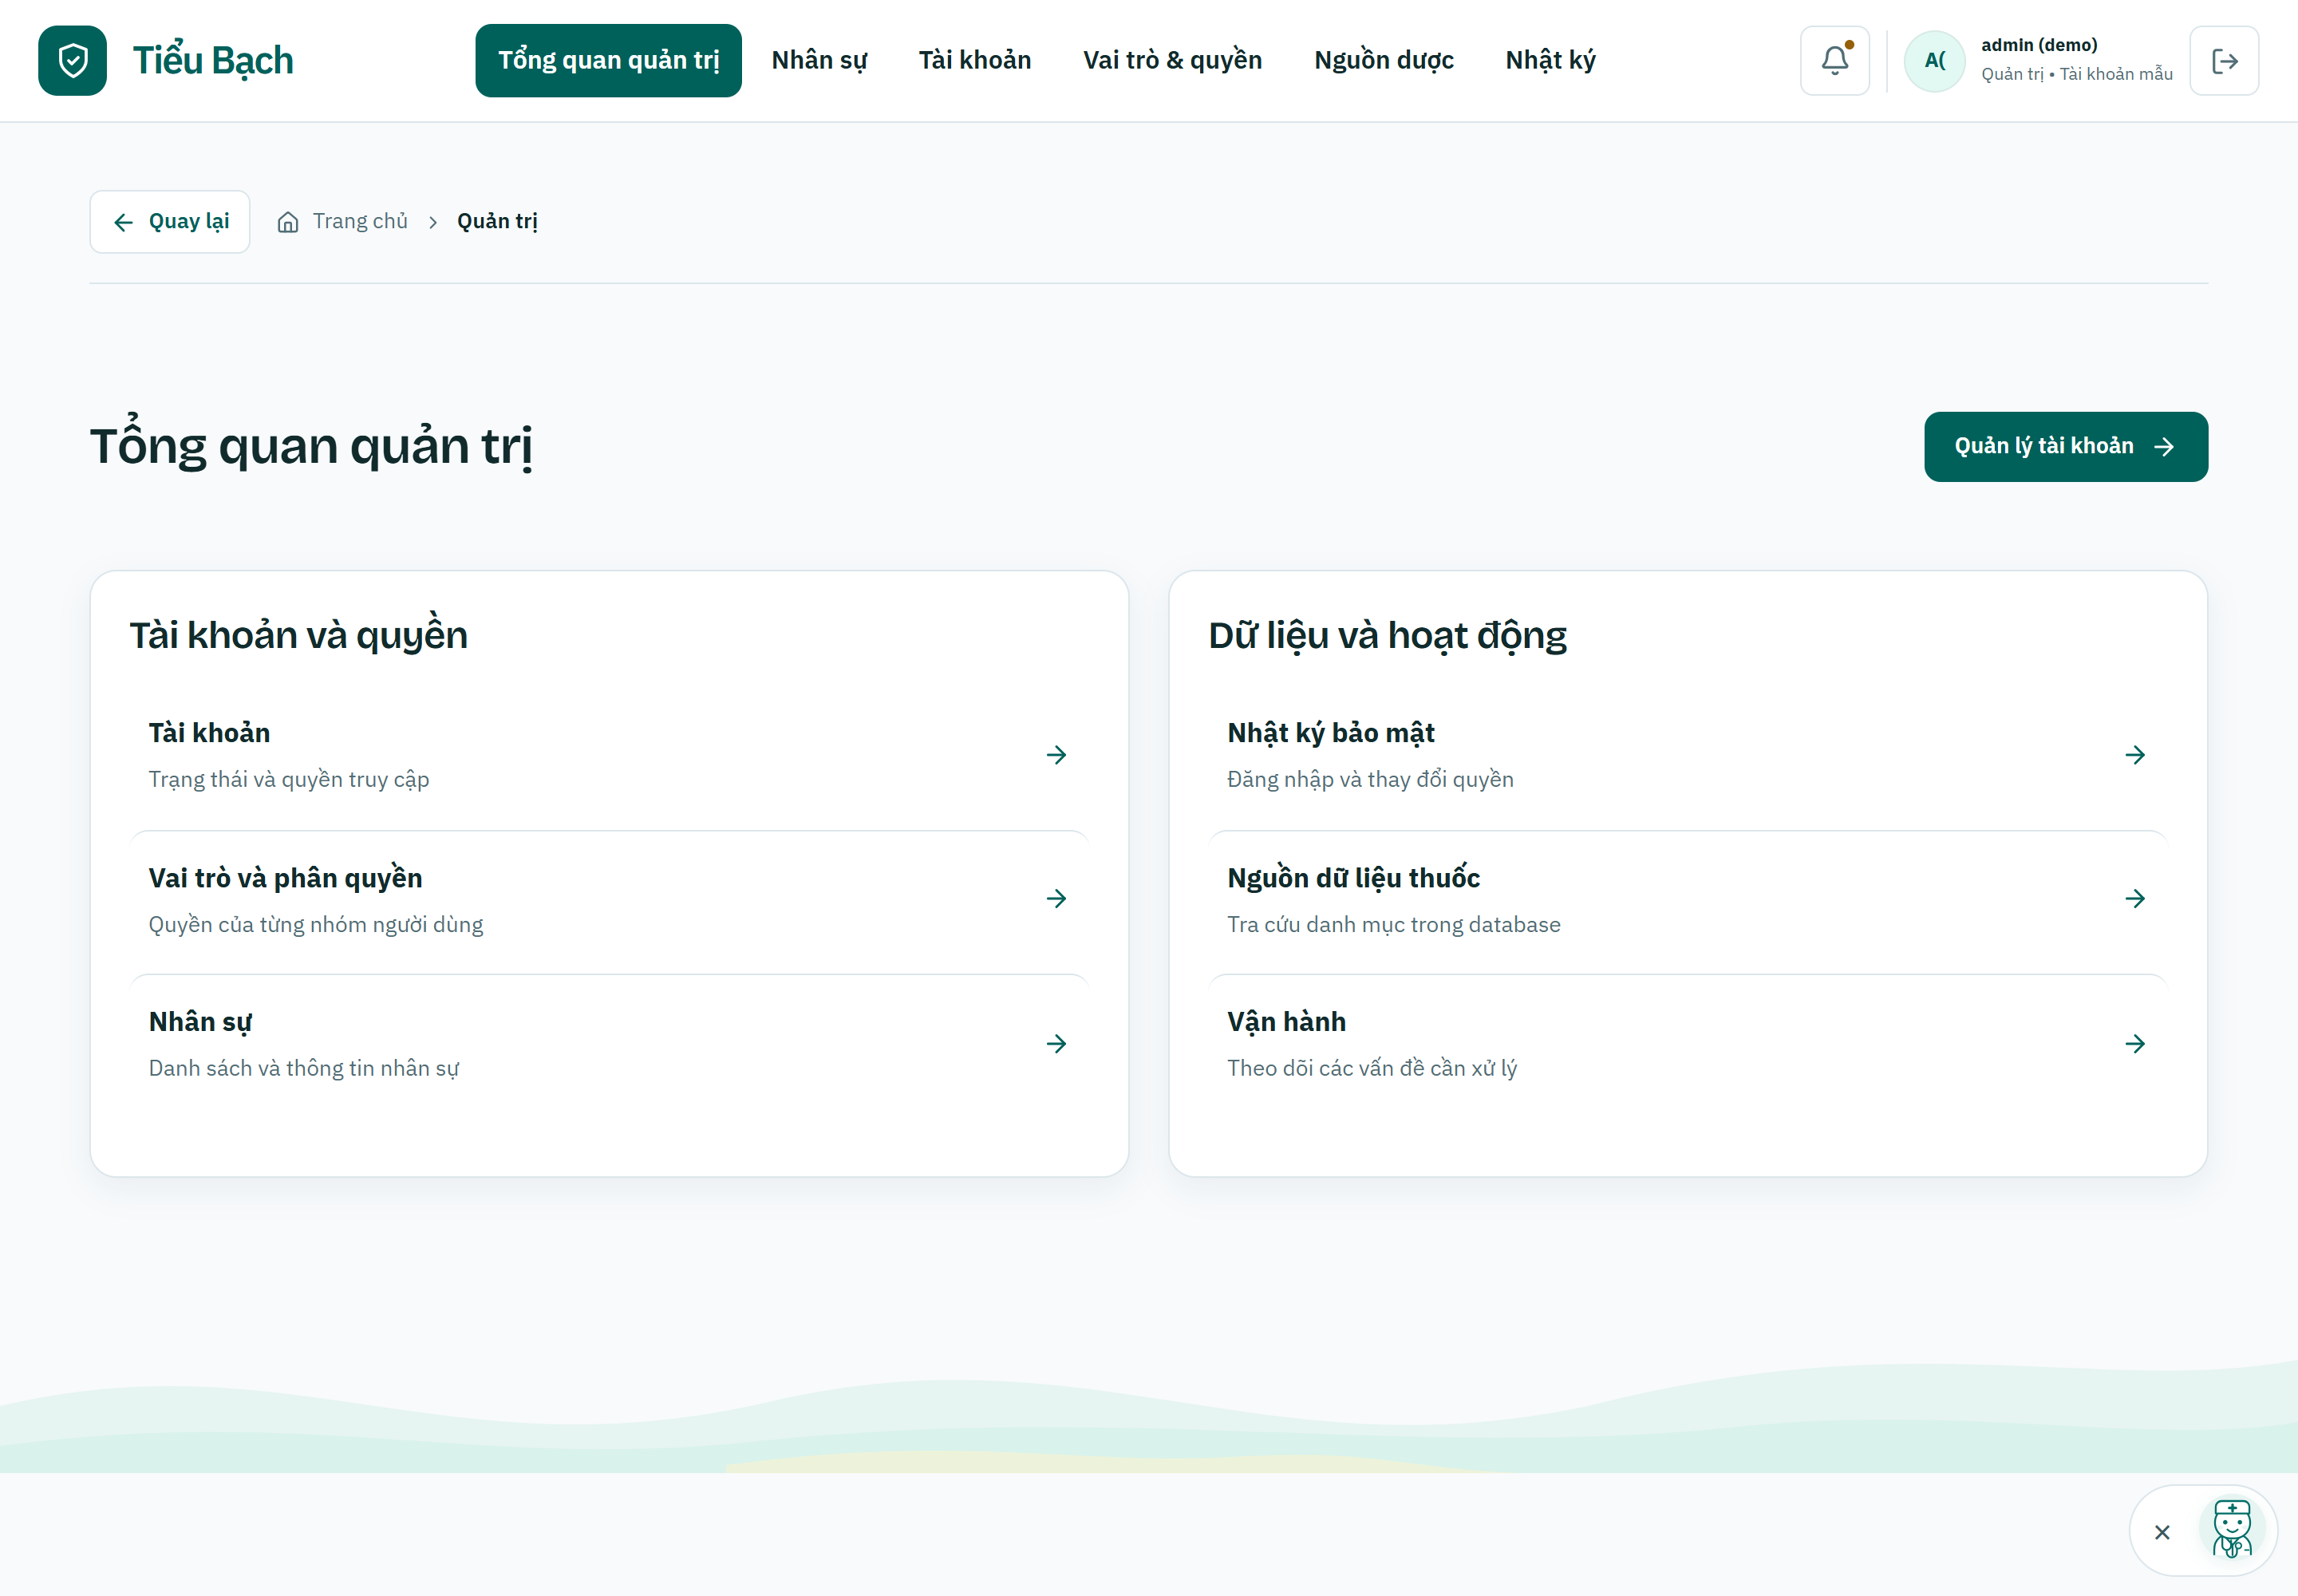 Tiểu Bạch
Tổng quan quản trị
Nhân sự
Tài khoản
Vai trò & quyền
Nguồn dược
Nhật ký
A(
admin (demo)
Quản trị • Tài khoản mẫu
Quay lại
Trang chủ
Quản trị
Tổng quan quản trị
Quản lý tài khoản
Tài khoản và quyền
Tài khoản
Trạng thái và quyền truy cập
Vai trò và phân quyền
Quyền của từng nhóm người dùng
Nhân sự
Danh sách và thông tin nhân sự
Dữ liệu và hoạt động
Nhật ký bảo mật
Đăng nhập và thay đổi quyền
Nguồn dữ liệu thuốc
Tra cứu danh mục trong database
Vận hành
Theo dõi các vấn đề cần xử lý